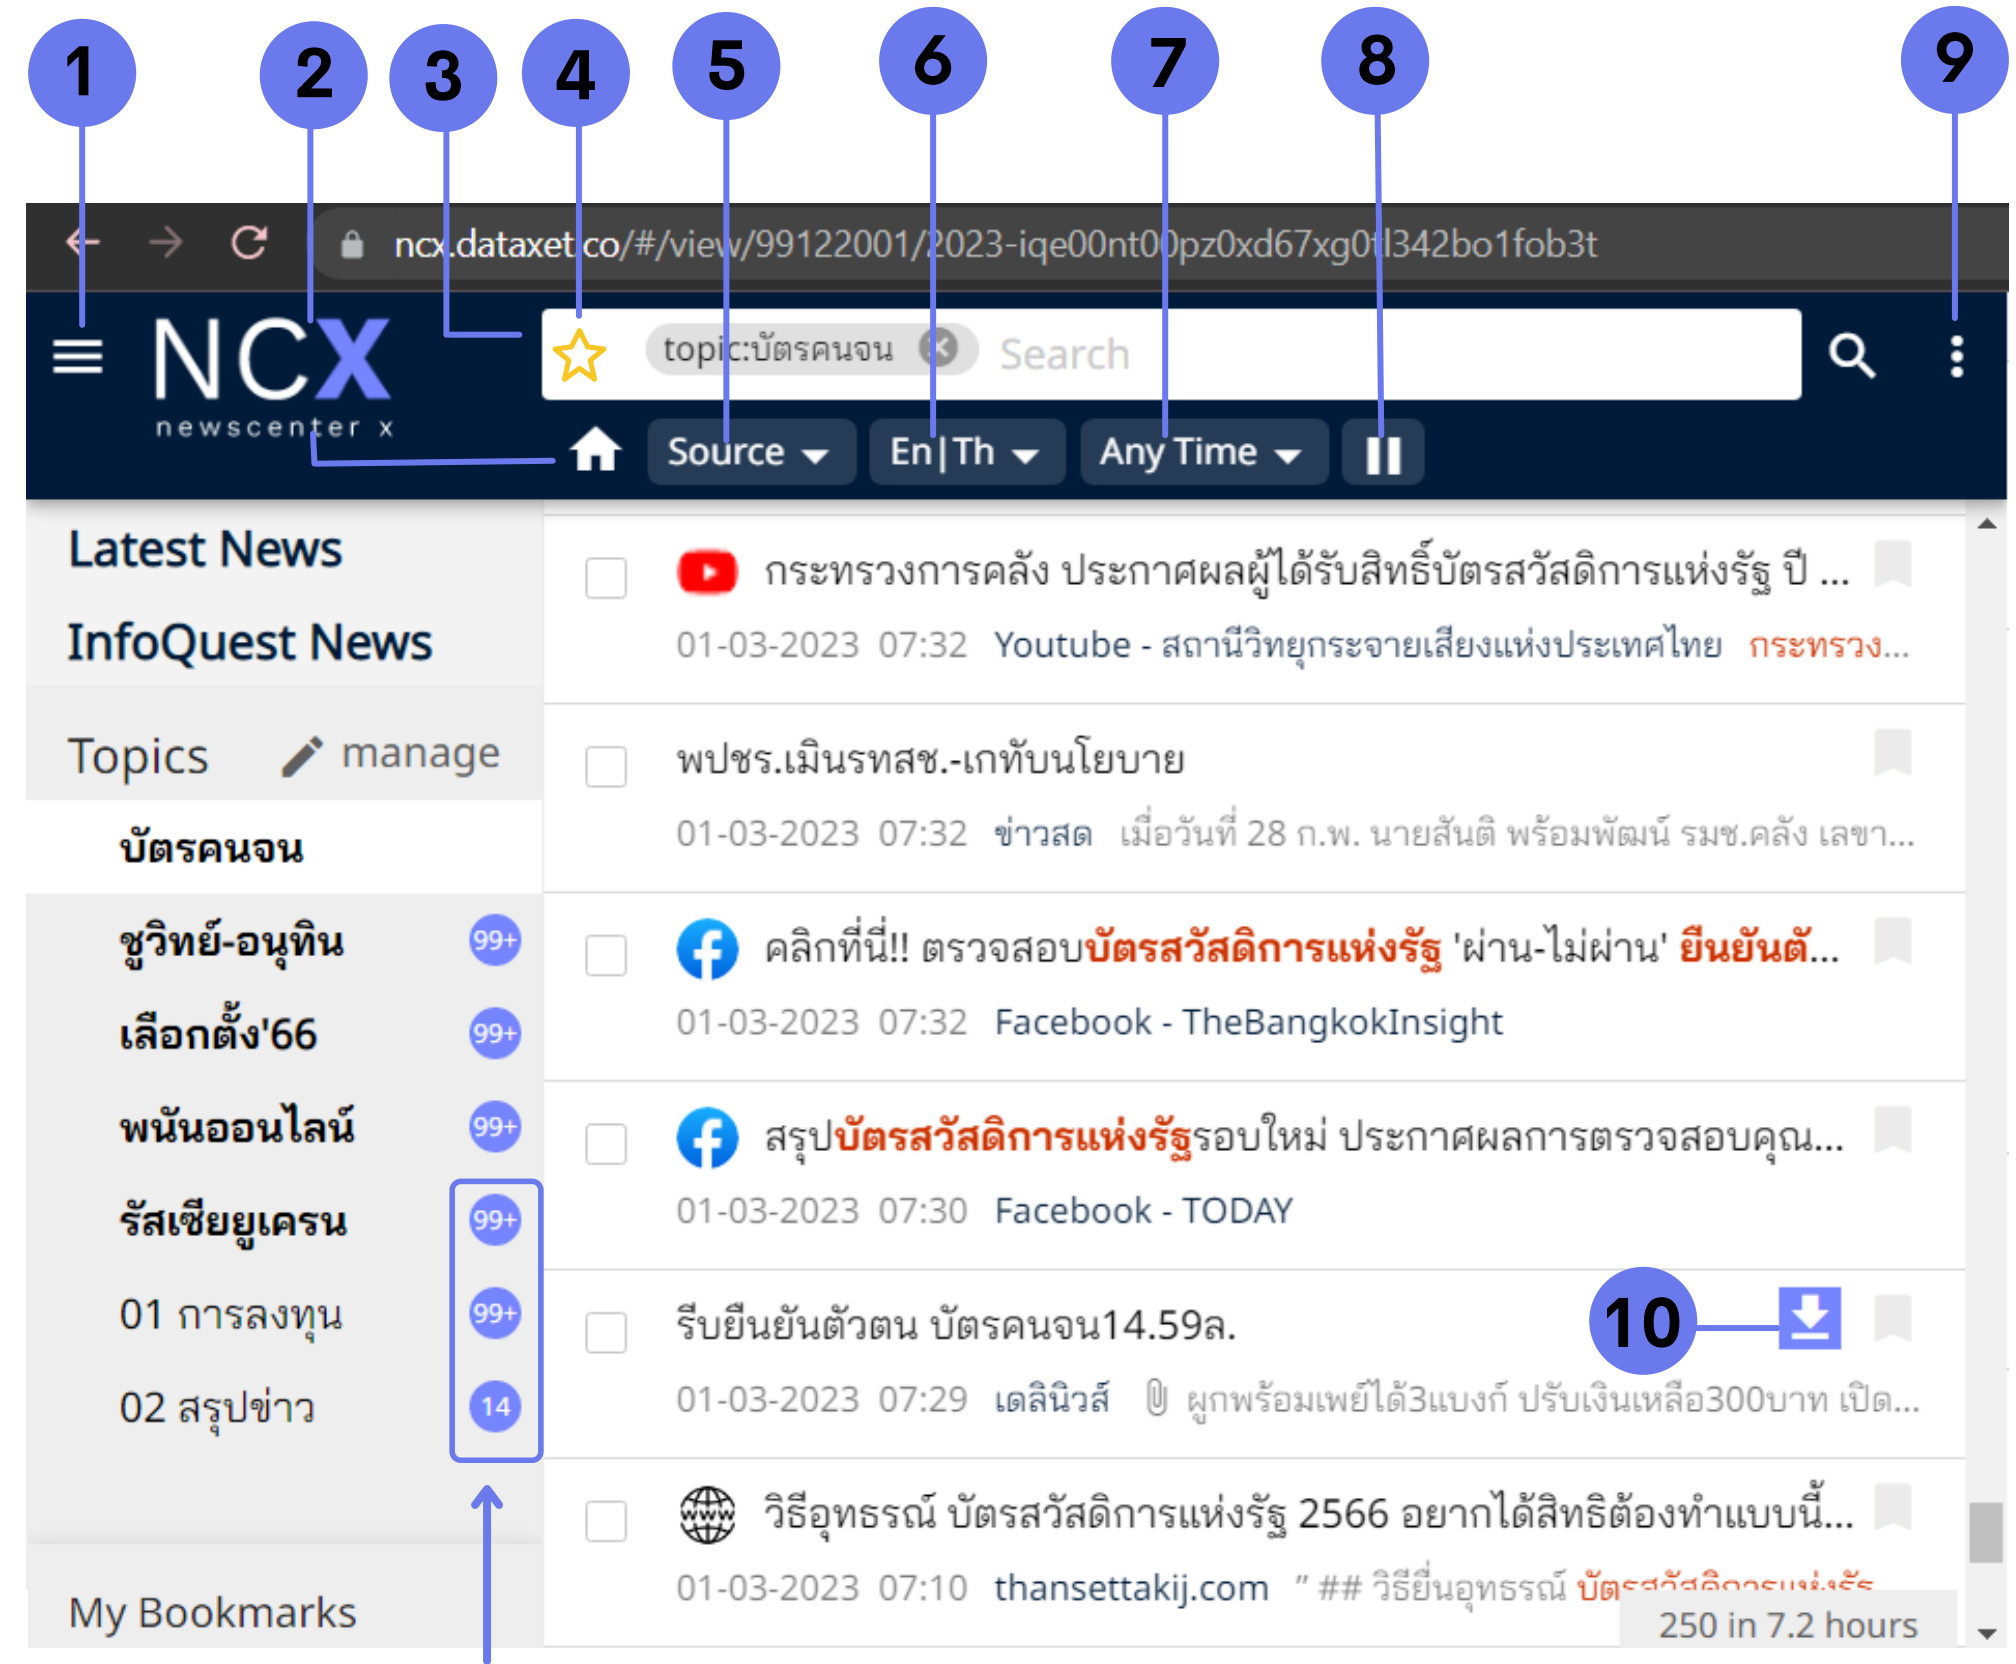 1 2 3 4 5 6 7 8 9
ncx.dataxet.co/#/view/99122001/2023-iqe00nt00pz0xd67xg0tl342bo1fob3t
NCX
newscenter x
topic:บัตรคนจน Search
Source En|Th Any Time
Latest News
InfoQuest News
Topics manage
บัตรคนจน
ชูวิทย์-อนุทิน 99+
เลือกตั้ง'66 99+
พนันออนไลน์ 99+
รัสเซียยูเครน 99+
01 การลงทุน 99+
02 สรุปข่าว 14
My Bookmarks
กระทรวงการคลัง ประกาศผลผู้ได้รับสิทธิ์บัตรสวัสดิการแห่งรัฐ ปี ...
01-03-2023 07:32 Youtube - สถานีวิทยุกระจายเสียงแห่งประเทศไทย กระทรวง...
พปชร.เมินรทสช.-เกทับนโยบาย
01-03-2023 07:32 ข่าวสด เมื่อวันที่ 28 ก.พ. นายสันติ พร้อมพัฒน์ รมช.คลัง เลขา...
คลิกที่นี่!! ตรวจสอบบัตรสวัสดิการแห่งรัฐ 'ผ่าน-ไม่ผ่าน' ยืนยันตั...
01-03-2023 07:32 Facebook - TheBangkokInsight
สรุปบัตรสวัสดิการแห่งรัฐรอบใหม่ ประกาศผลการตรวจสอบคุณ...
01-03-2023 07:30 Facebook - TODAY
รีบยืนยันตัวตน บัตรคนจน14.59ล. 10
01-03-2023 07:29 เดลินิวส์ ผูกพร้อมเพย์ได้3แบงก์ ปรับเงินเหลือ300บาท เปิด...
www วิธีอุทธรณ์ บัตรสวัสดิการแห่งรัฐ 2566 อยากได้สิทธิต้องทำแบบนี้...
01-03-2023 07:10 thansettakij.com " ## วิธียื่นอุทธรณ์ บัตรสวัสดิการแห่งรัฐ
250 in 7.2 hours